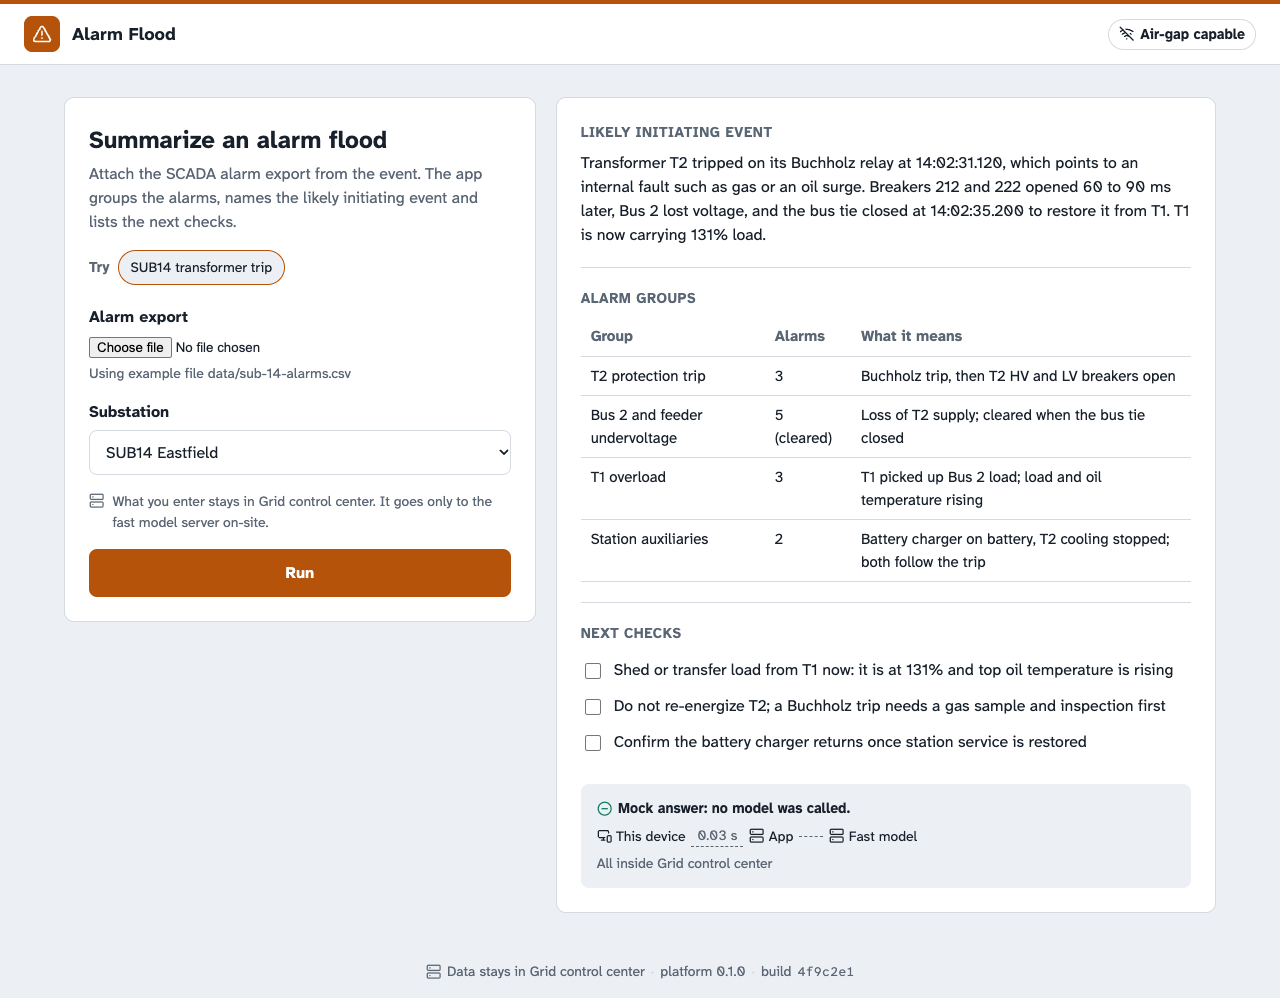 Alarm Flood
Air-gap capable
Summarize an alarm flood
Attach the SCADA alarm export from the event. The app
groups the alarms, names the likely initiating event and
lists the next checks.
Try SUB14 transformer trip
Alarm export
Choose file No file chosen
Using example file data/sub-14-alarms.csv
Substation
SUB14 Eastfield
What you enter stays in Grid control center. It goes only to the
fast model server on-site.
Run
LIKELY INITIATING EVENT
Transformer T2 tripped on its Buchholz relay at 14:02:31.120, which points to an
internal fault such as gas or an oil surge. Breakers 212 and 222 opened 60 to 90 ms
later, Bus 2 lost voltage, and the bus tie closed at 14:02:35.200 to restore it from T1. T1
is now carrying 131% load.
ALARM GROUPS
Group Alarms What it means
T2 protection trip 3 Buchholz trip, then T2 HV and LV breakers open
Bus 2 and feeder 5 Loss of T2 supply; cleared when the bus tie
undervoltage (cleared) closed
T1 overload 3 T1 picked up Bus 2 load; load and oil
temperature rising
Station auxiliaries 2 Battery charger on battery, T2 cooling stopped;
both follow the trip
NEXT CHECKS
Shed or transfer load from T1 now: it is at 131% and top oil temperature is rising
Do not re-energize T2; a Buchholz trip needs a gas sample and inspection first
Confirm the battery charger returns once station service is restored
Mock answer: no model was called.
This device 0.03 s App Fast model
All inside Grid control center
Data stays in Grid control center · platform 0.1.0 · build 4f9c2e1